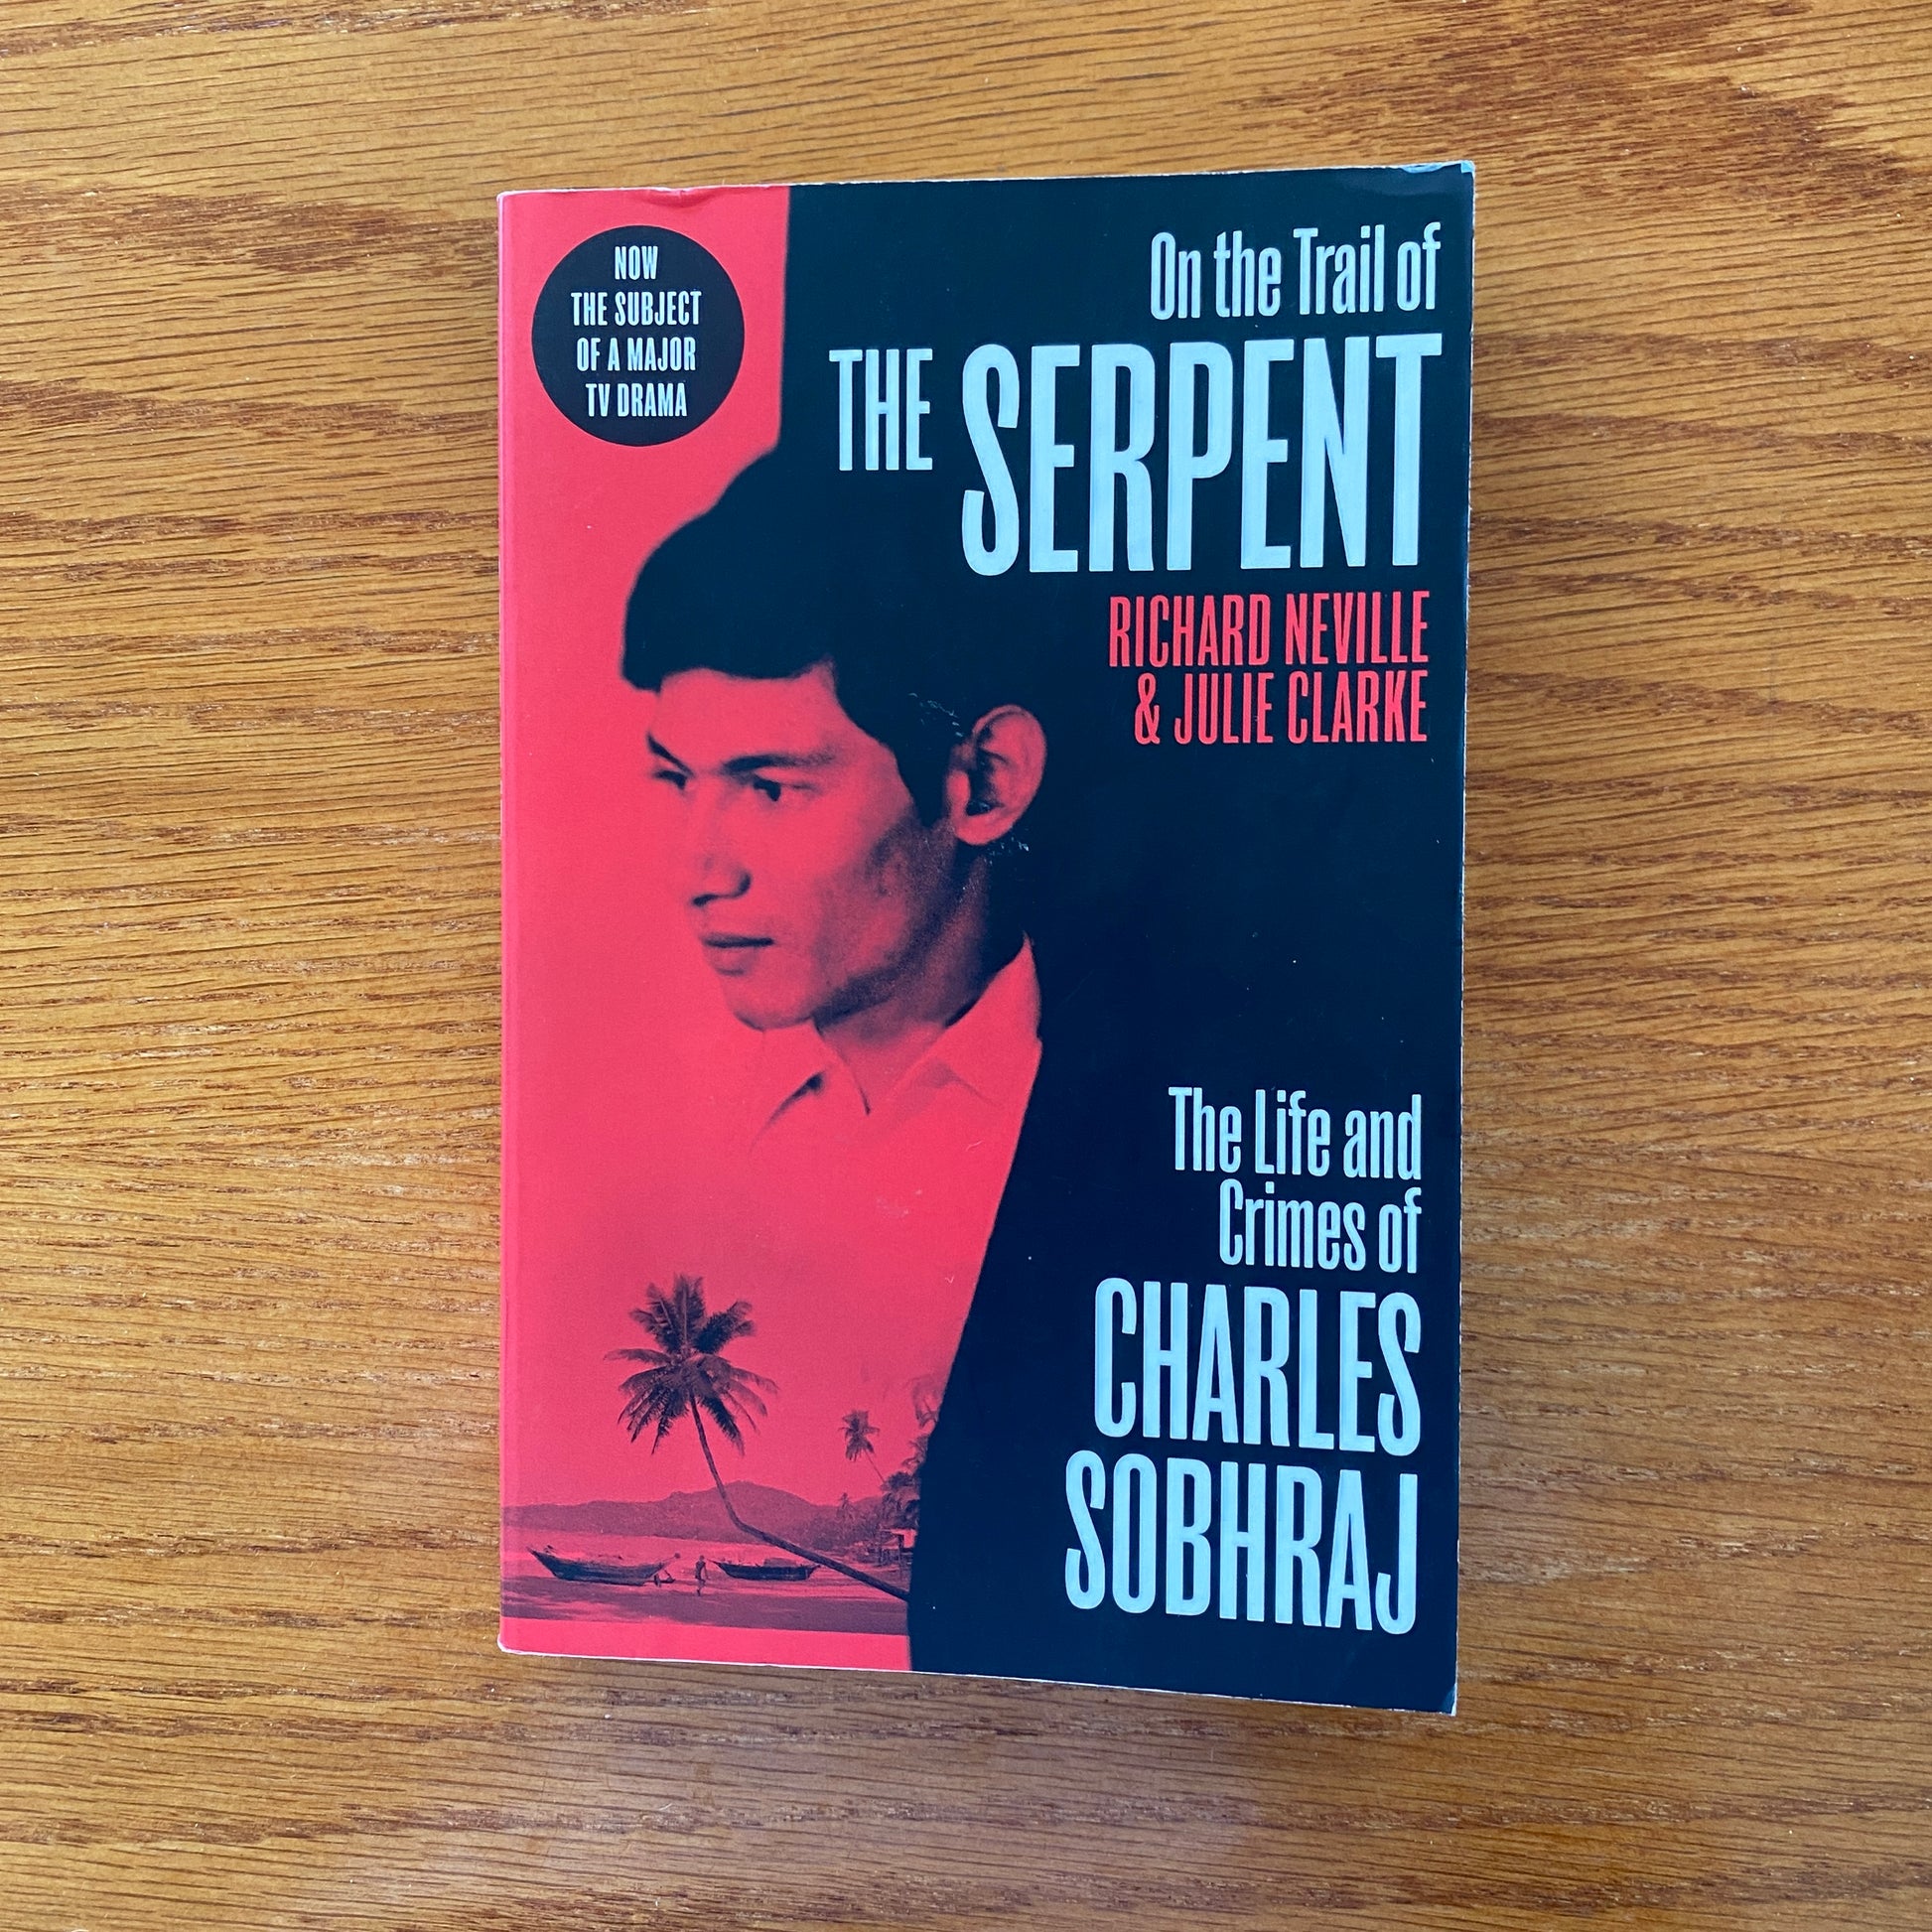 NOW
THE SUBJECT
OF A MAJOR
TV DRAMA
On the Trail of
THE SERPENT
RICHARD NEVILLE
& JULIE CLARKE
The Life and
Crimes of
CHARLES
SOBHRAJ